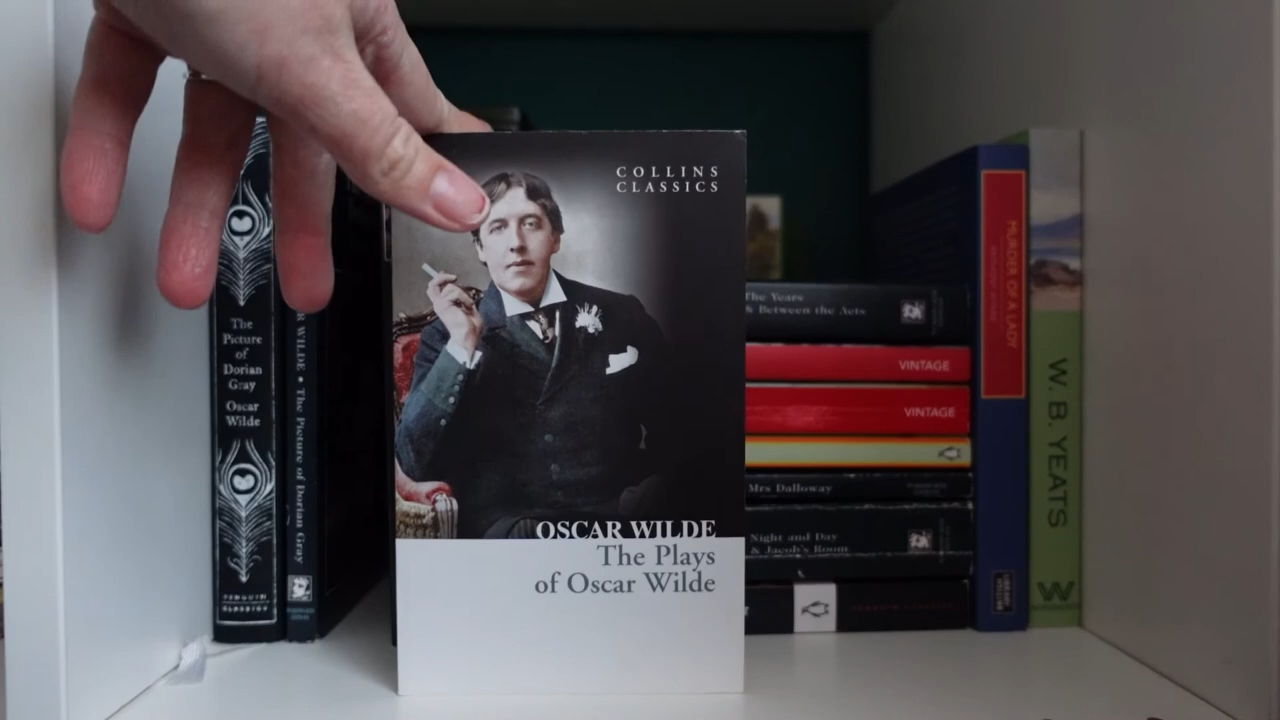 COLLINS
CLASSICS
OSCAR WILDE
The Plays
of Oscar Wilde
The
Picture
of
Dorian
Gray
Oscar
Wilde
PENGUIN
CLASSICS
R WILDE • The Picture of Dorian Gray
The Years
& Between the Acts
VINTAGE
VINTAGE
Mrs Dalloway
Night and Day
& Jacob's Room
MURDER OF A LADY
W. B. YEATS